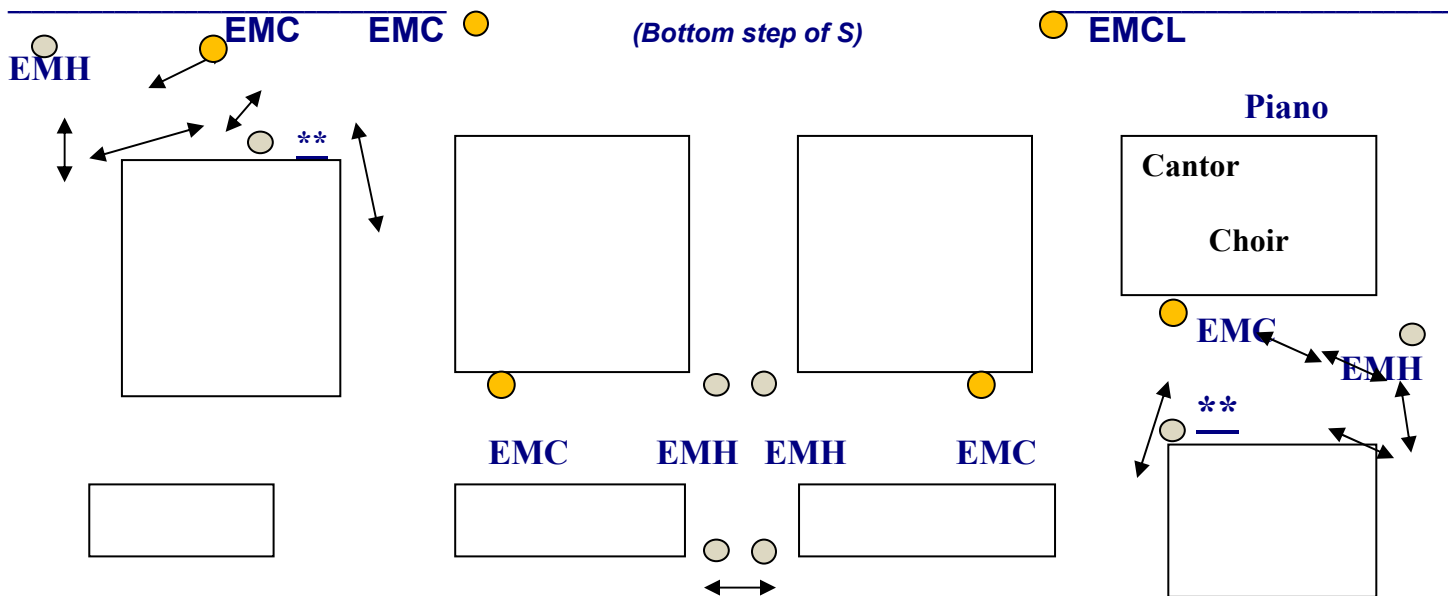 EMC EMC (Bottom step of S) EMCL
EMH
Piano
**
Cantor
Choir
EMC
EMH
**
EMC EMH EMH EMC